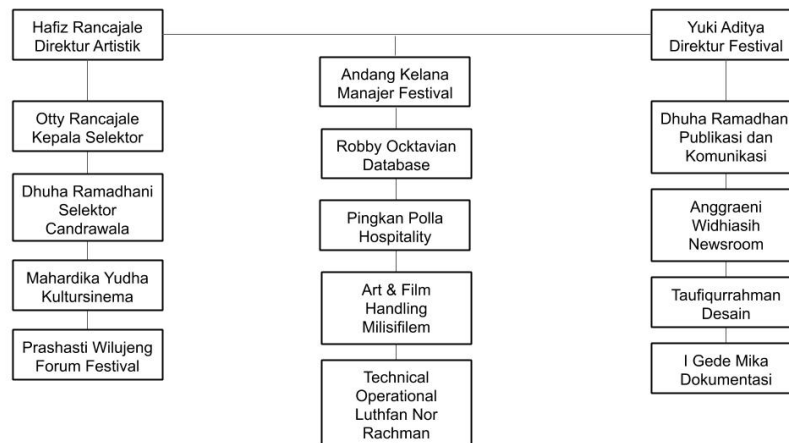 Hafiz Rancajale
Direktur Artistik
Otty Rancajale
Kepala Selektor
Dhuha Ramadhani
Selektor
Candrawala
Mahardika Yudha
Kultursinema
Prashasti Wilujeng
Forum Festival
Andang Kelana
Manajer Festival
Robby Ocktavian
Database
Pingkan Polla
Hospitality
Art & Film
Handling
Milisifilem
Technical
Operational
Luthfan Nor
Rachman
Yuki Aditya
Direktur Festival
Dhuha Ramadhani
Publikasi dan
Komunikasi
Anggraeni
Widhiasih
Newsroom
Taufiqurrahman
Desain
I Gede Mika
Dokumentasi